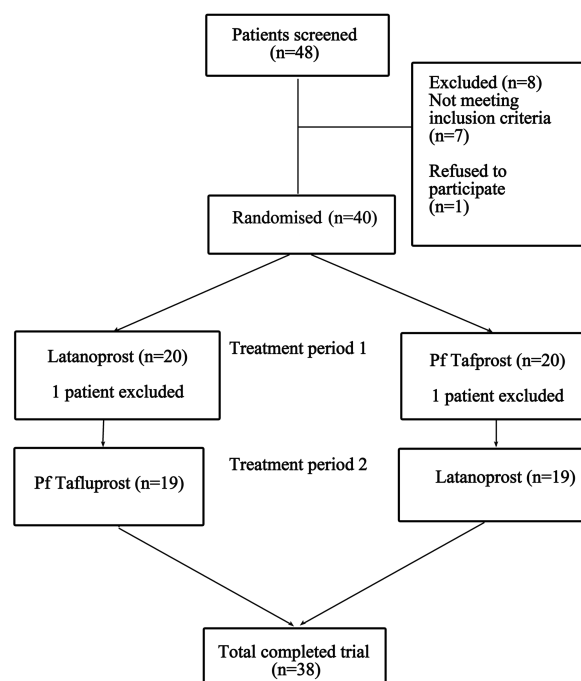 Patients screened
(n=48)
Excluded (n=8)
Not meeting
inclusion criteria
(n=7)
Refused to
participate
(n=1)
Randomised (n=40)
Latanoprost (n=20)
1 patient excluded
Treatment period 1
Pf Tafprost (n=20)
1 patient excluded
Pf Tafluprost (n=19)
Treatment period 2
Latanoprost (n=19)
Total completed trial
(n=38)